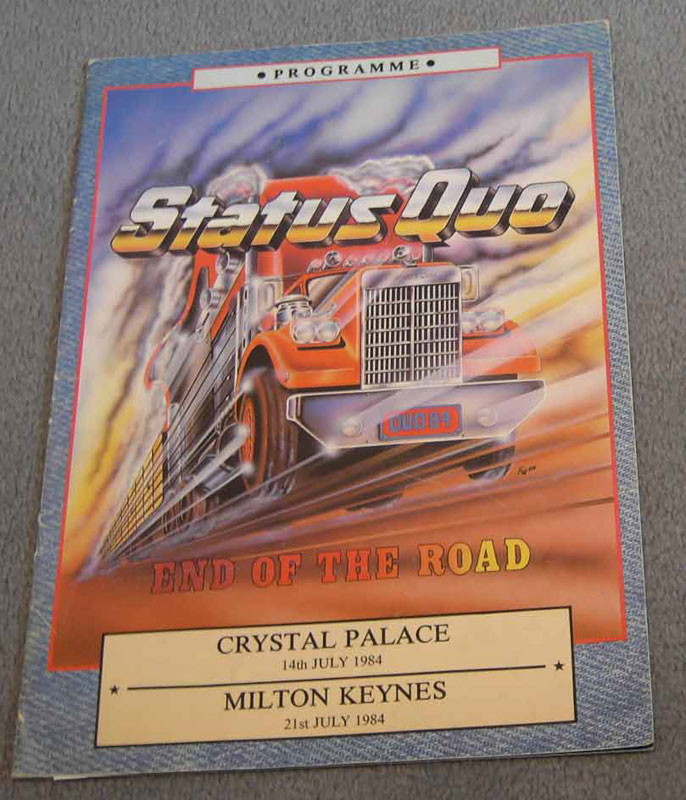 • PROGRAMME •
Status Quo
QUO 84
END OF THE ROAD
CRYSTAL PALACE
14th JULY 1984
MILTON KEYNES
21st JULY 1984